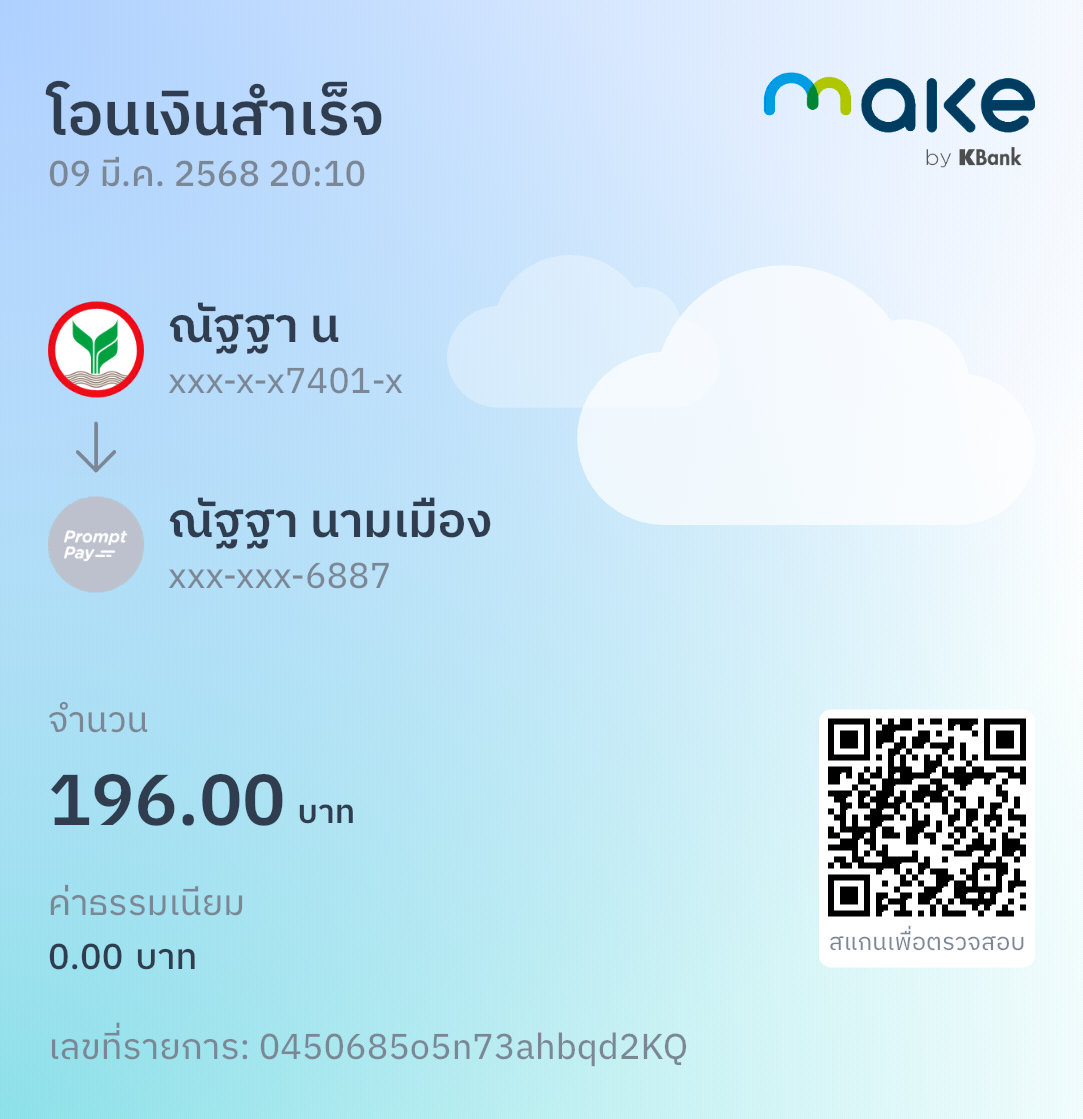 โอนเงินสำเร็จ
09 มี.ค. 2568 20:10
make
by KBank
ณัฐฐา น
xxx-x-x7401-x
Prompt
Pay
ณัฐฐา นามเมือง
xxx-xxx-6887
จำนวน
196.00 บาท
ค่าธรรมเนียม
0.00 บาท
สแกนเพื่อตรวจสอบ
เลขที่รายการ: 0450685o5n73ahbqd2KQ